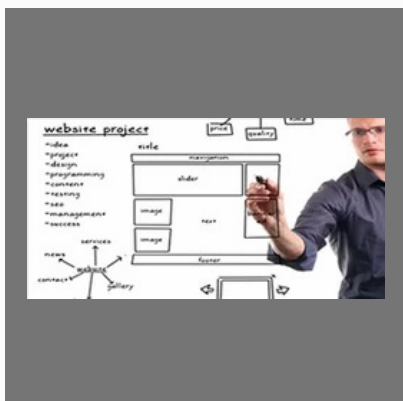 price
quality
website project
*idea
*project
*design
*programming
*content
*testing
*seo
*management
*success
title
navigation
slider
image
text
image
footer
services
news
website
contact
gallery